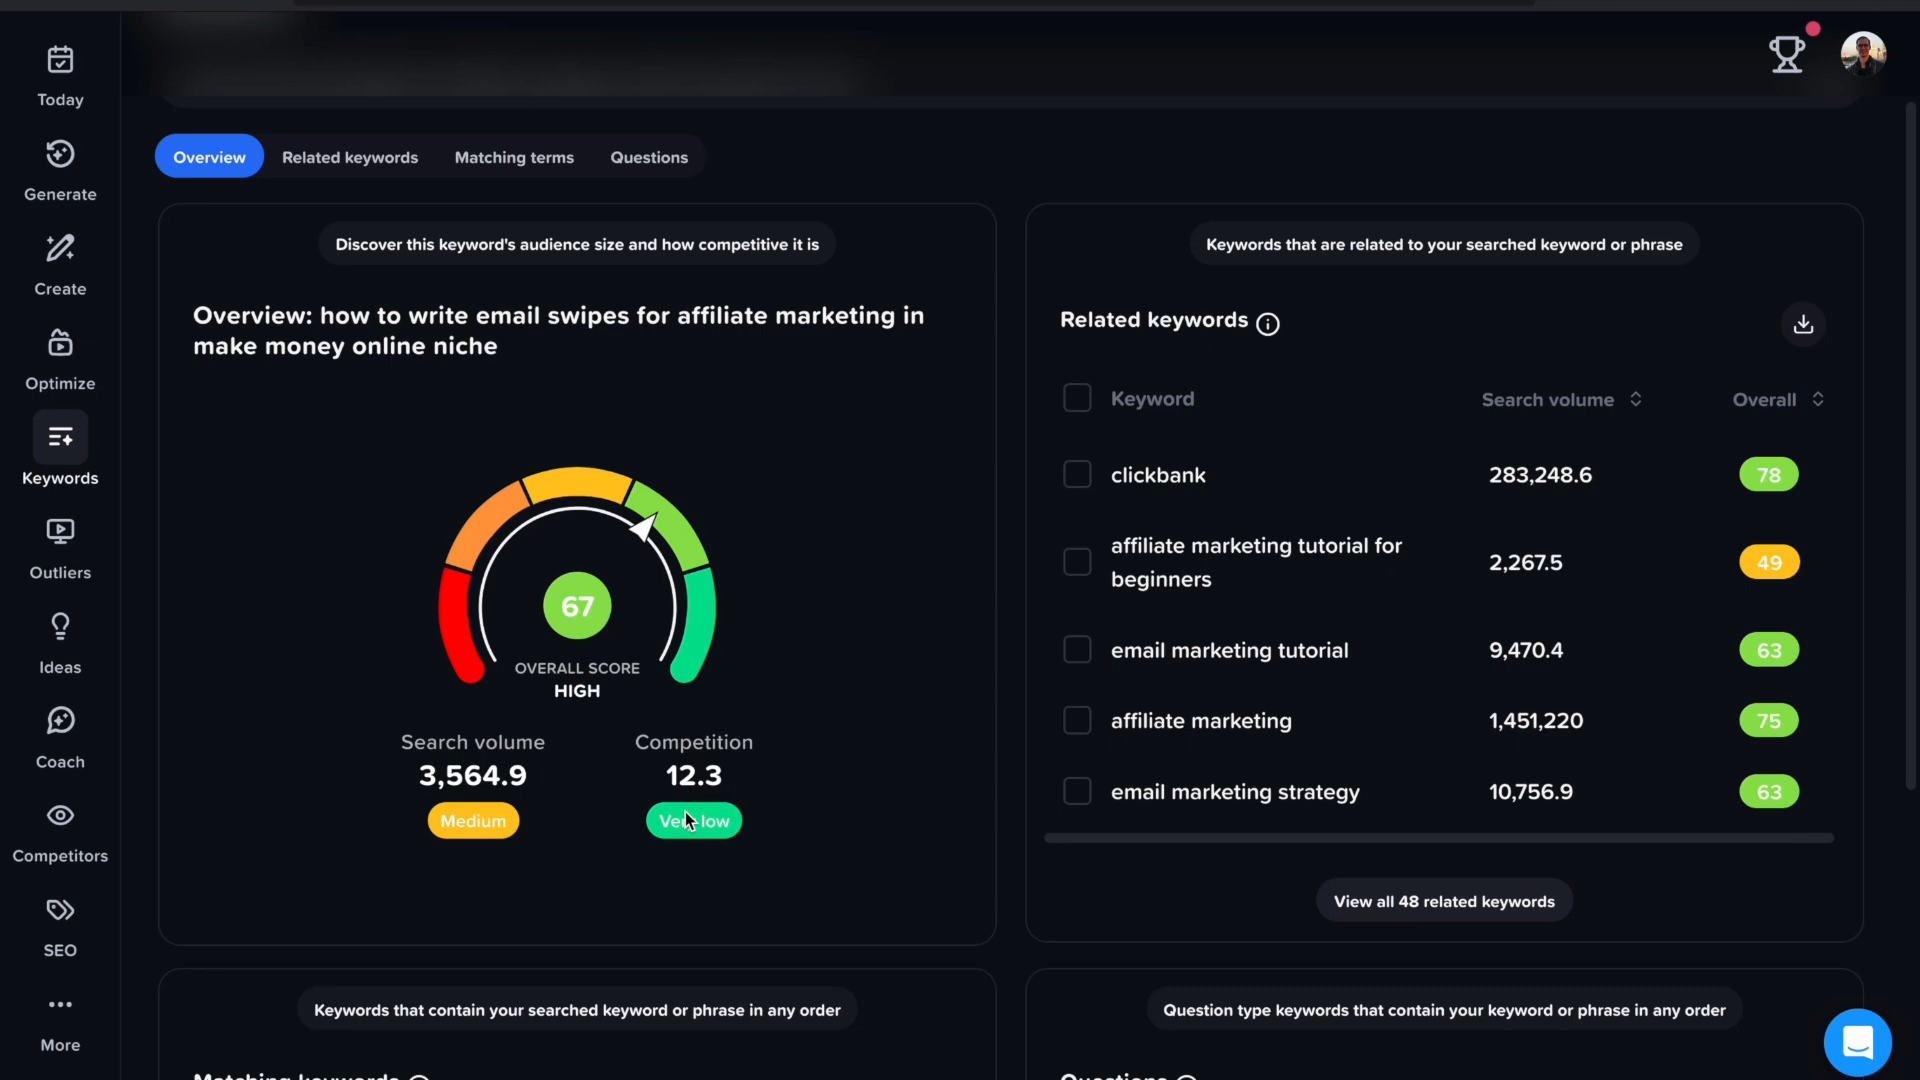 Today
Generate
Create
Optimize
Keywords
Outliers
Ideas
Coach
Competitors
SEO
More
Overview
Related keywords
Matching terms
Questions
Discover this keyword's audience size and how competitive it is
Overview: how to write email swipes for affiliate marketing in
make money online niche
67
OVERALL SCORE
HIGH
Search volume
3,564.9
Medium
Competition
12.3
Very low
Keywords that are related to your searched keyword or phrase
Related keywords
Keyword Search volume Overall
clickbank 283,248.6 78
affiliate marketing tutorial for
beginners 2,267.5 49
email marketing tutorial 9,470.4 63
affiliate marketing 1,451,220 75
email marketing strategy 10,756.9 63
View all 48 related keywords
Keywords that contain your searched keyword or phrase in any order
Matching keywords
Question type keywords that contain your keyword or phrase in any order
Questions